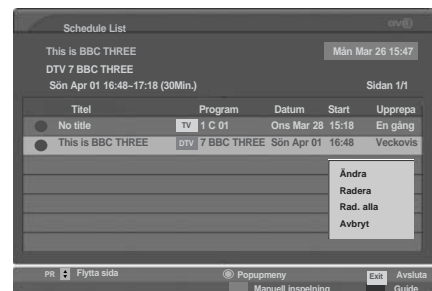 Schedule List
This is BBC THREE Mån Mar 26 15:47
DTV 7 BBC THREE
Sön Apr 01 16:48~17:18 (30Min.) Sidan 1/1
Titel Program Datum Start Upprepa
No title TV 1 C 01 Ons Mar 28 15:18 En gång
This is BBC THREE DTV 7 BBC THREE Sön Apr 01 16:48 Veckovis
Ändra
Radera
Rad. alla
Avbryt
PR Flytta sida Popupmeny Exit Avsluta
Manuell inspelning Guide